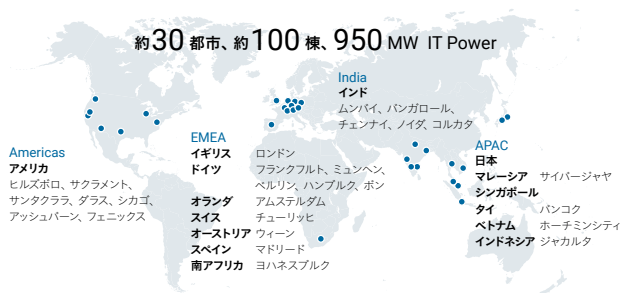 約30都市、約100棟、950 MW IT Power
India
インド
ムンバイ、バンガロール、
チェンナイ、ノイダ、コルカタ
Americas
アメリカ
ヒルズボロ、サクラメント、
サンタクララ、ダラス、シカゴ、
アッシュバーン、フェニックス
EMEA
イギリス ロンドン
ドイツ フランクフルト、ミュンヘン、
ベルリン、ハンブルク、ボン
オランダ アムステルダム
スイス チューリッヒ
オーストリア ウィーン
スペイン マドリード
南アフリカ ヨハネスブルク
APAC
日本
マレーシア サイバージャヤ
シンガポール
タイ バンコク
ベトナム ホーチミンシティ
インドネシア ジャカルタ